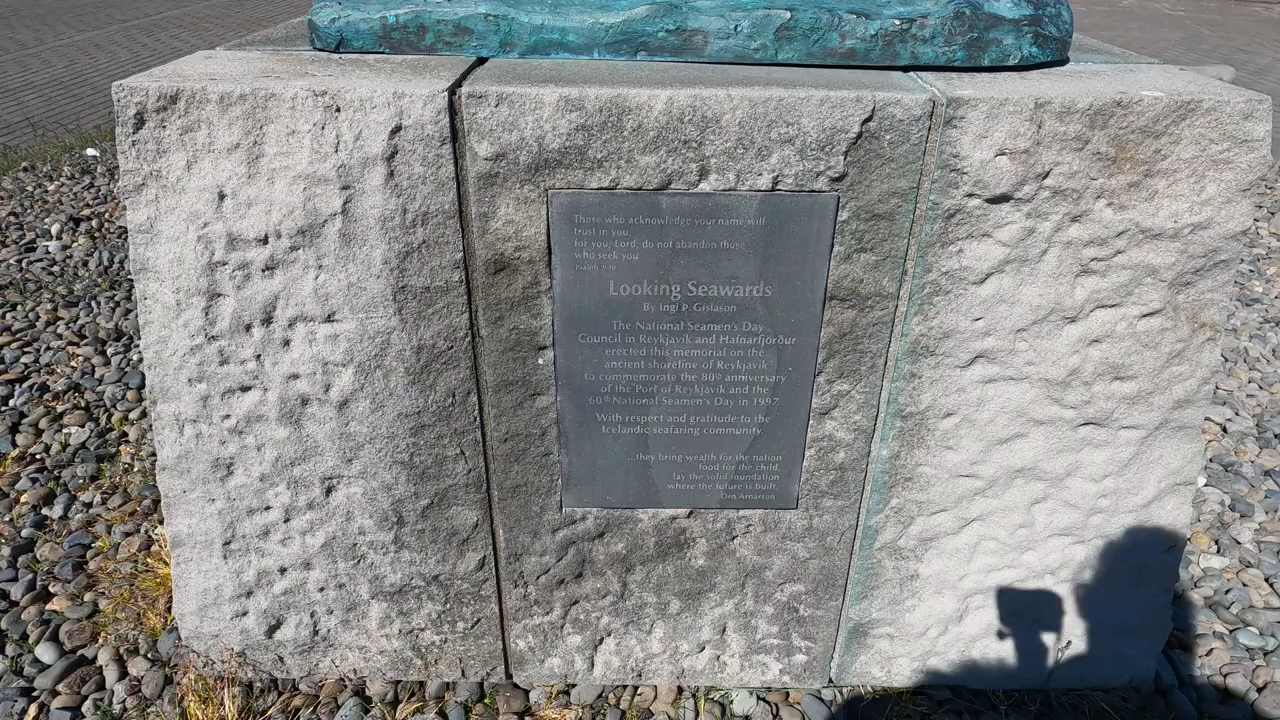 Those who acknowledge your name will
trust in you,
for you, Lord, do not abandon those
who seek you
Psalms 9:10
Looking Seawards
By Ingi P. Gíslason
The National Seamen's Day
Council in Reykjavík and Hafnarfjörður
erected this memorial on the
ancient shoreline of Reykjavík
to commemorate the 80th anniversary
of the Port of Reykjavík and the
60th National Seamen's Day in 1997
With respect and gratitude to the
Icelandic seafaring community.
...they bring wealth for the nation
food for the child,
lay the solid foundation
where the future is built.
Örn Arnarson